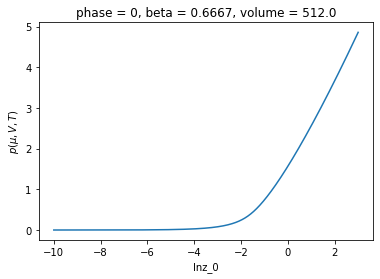 phase = 0, beta = 0.6667, volume = 512.0
p(μ, V, T)
5
4
3
2
1
0
−10 −8 −6 −4 −2 0 2
lnz_0